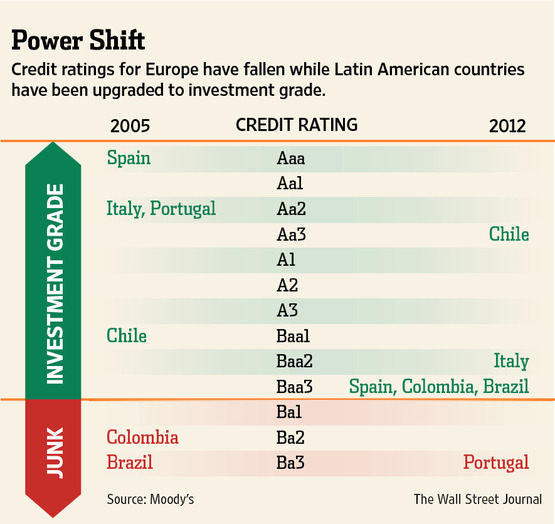 Power Shift
Credit ratings for Europe have fallen while Latin American countries
have been upgraded to investment grade.
2005 CREDIT RATING 2012
INVESTMENT GRADE
Spain Aaa
Aa1
Italy, Portugal Aa2
Aa3 Chile
A1
A2
A3
Chile Baa1
Baa2 Italy
Baa3 Spain, Colombia, Brazil
JUNK
Ba1
Colombia Ba2
Brazil Ba3 Portugal
Source: Moody's The Wall Street Journal